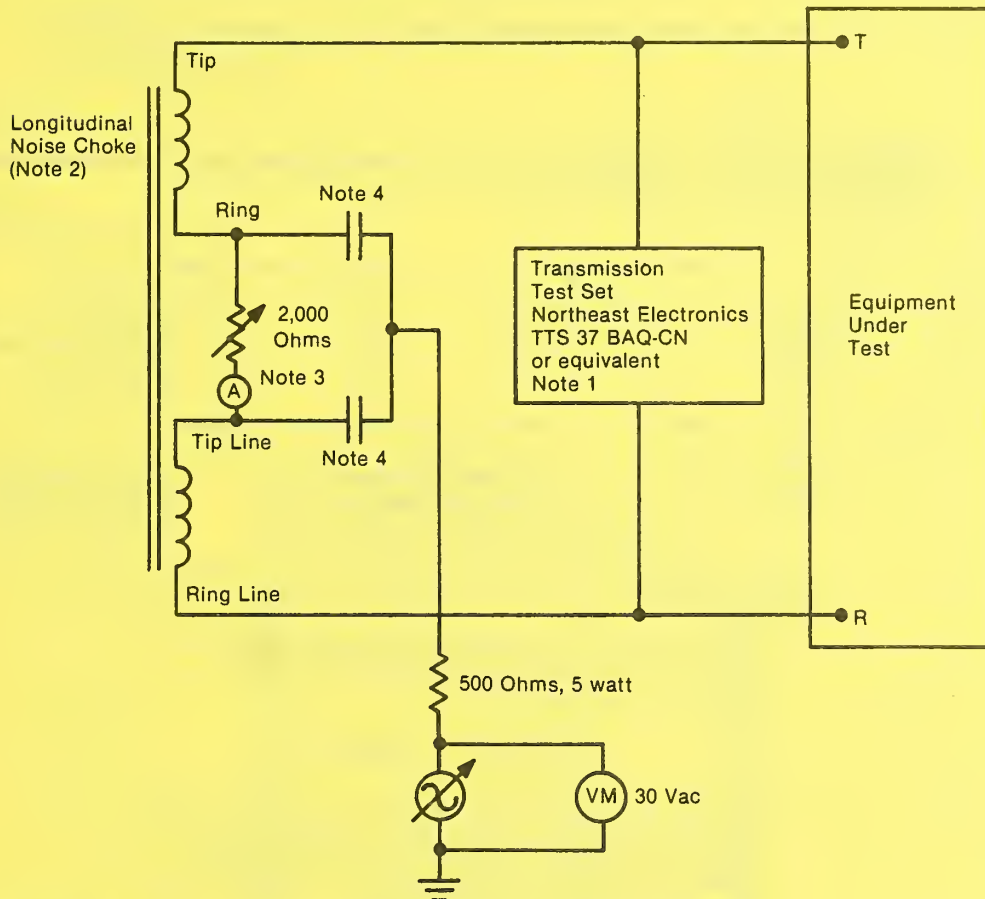 Tip
T
Longitudinal
Noise Choke
(Note 2)
Note 4
Ring
Transmission
Test Set
Northeast Electronics
TTS 37 BAQ-CN
or equivalent
Note 1
Equipment
Under
Test
2,000
Ohms
Note 3
A
Tip Line
Note 4
Ring Line
R
500 Ohms, 5 watt
VM
30 Vac